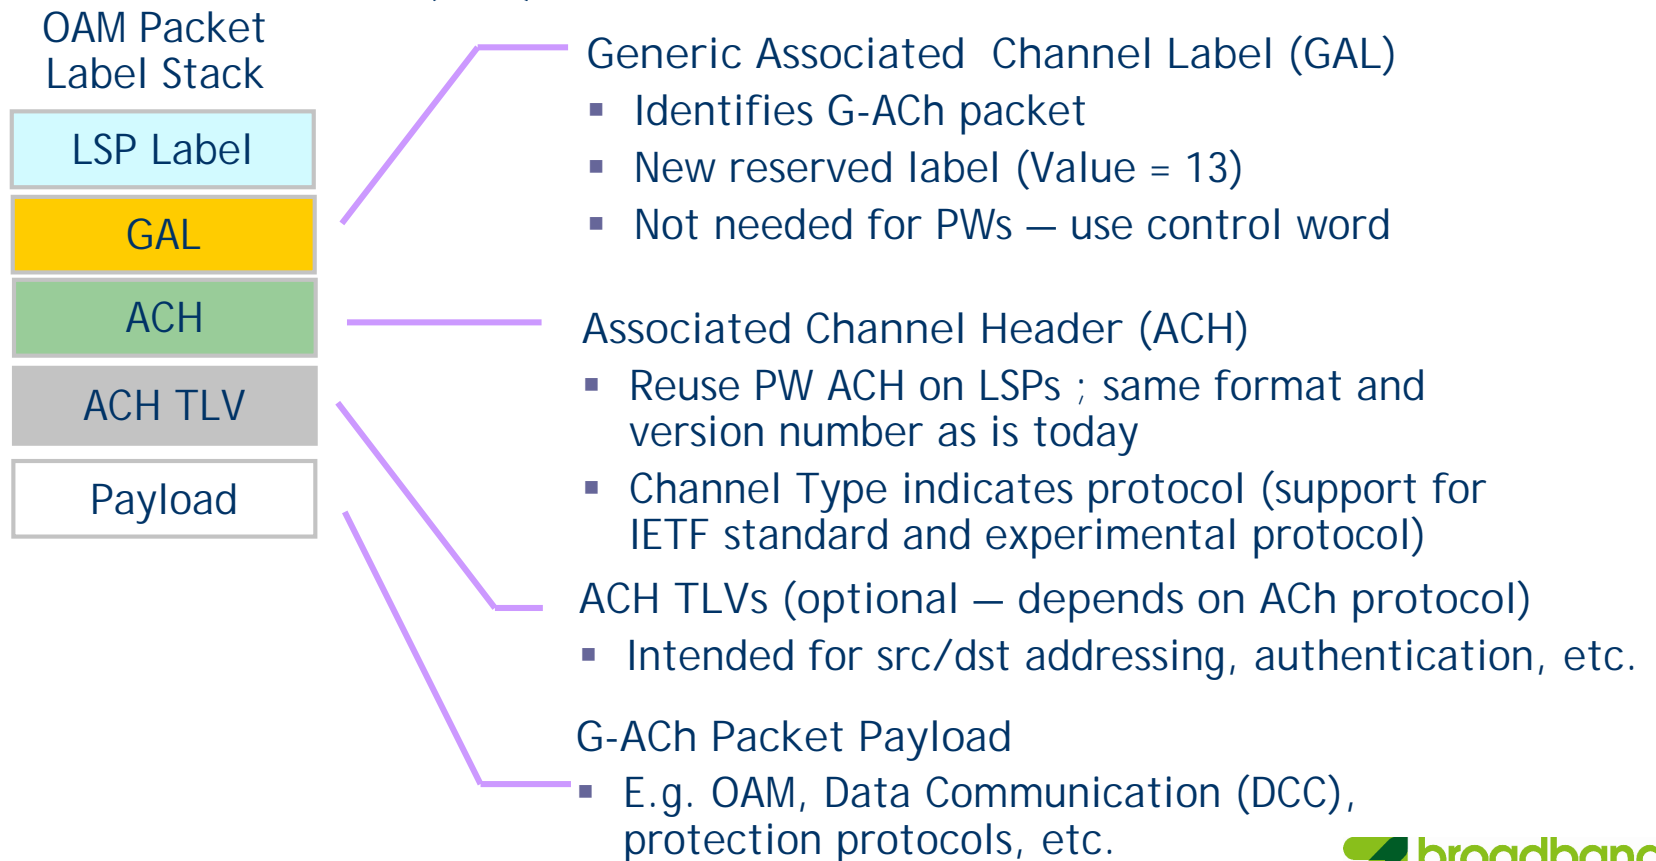 OAM Packet
Label Stack
LSP Label
GAL
ACH
ACH TLV
Payload
Generic Associated Channel Label (GAL)
▪ Identifies G-ACh packet
▪ New reserved label (Value = 13)
▪ Not needed for PWs – use control word
Associated Channel Header (ACH)
▪ Reuse PW ACH on LSPs ; same format and
version number as is today
▪ Channel Type indicates protocol (support for
IETF standard and experimental protocol)
ACH TLVs (optional – depends on ACh protocol)
▪ Intended for src/dst addressing, authentication, etc.
G-ACh Packet Payload
▪ E.g. OAM, Data Communication (DCC),
protection protocols, etc.